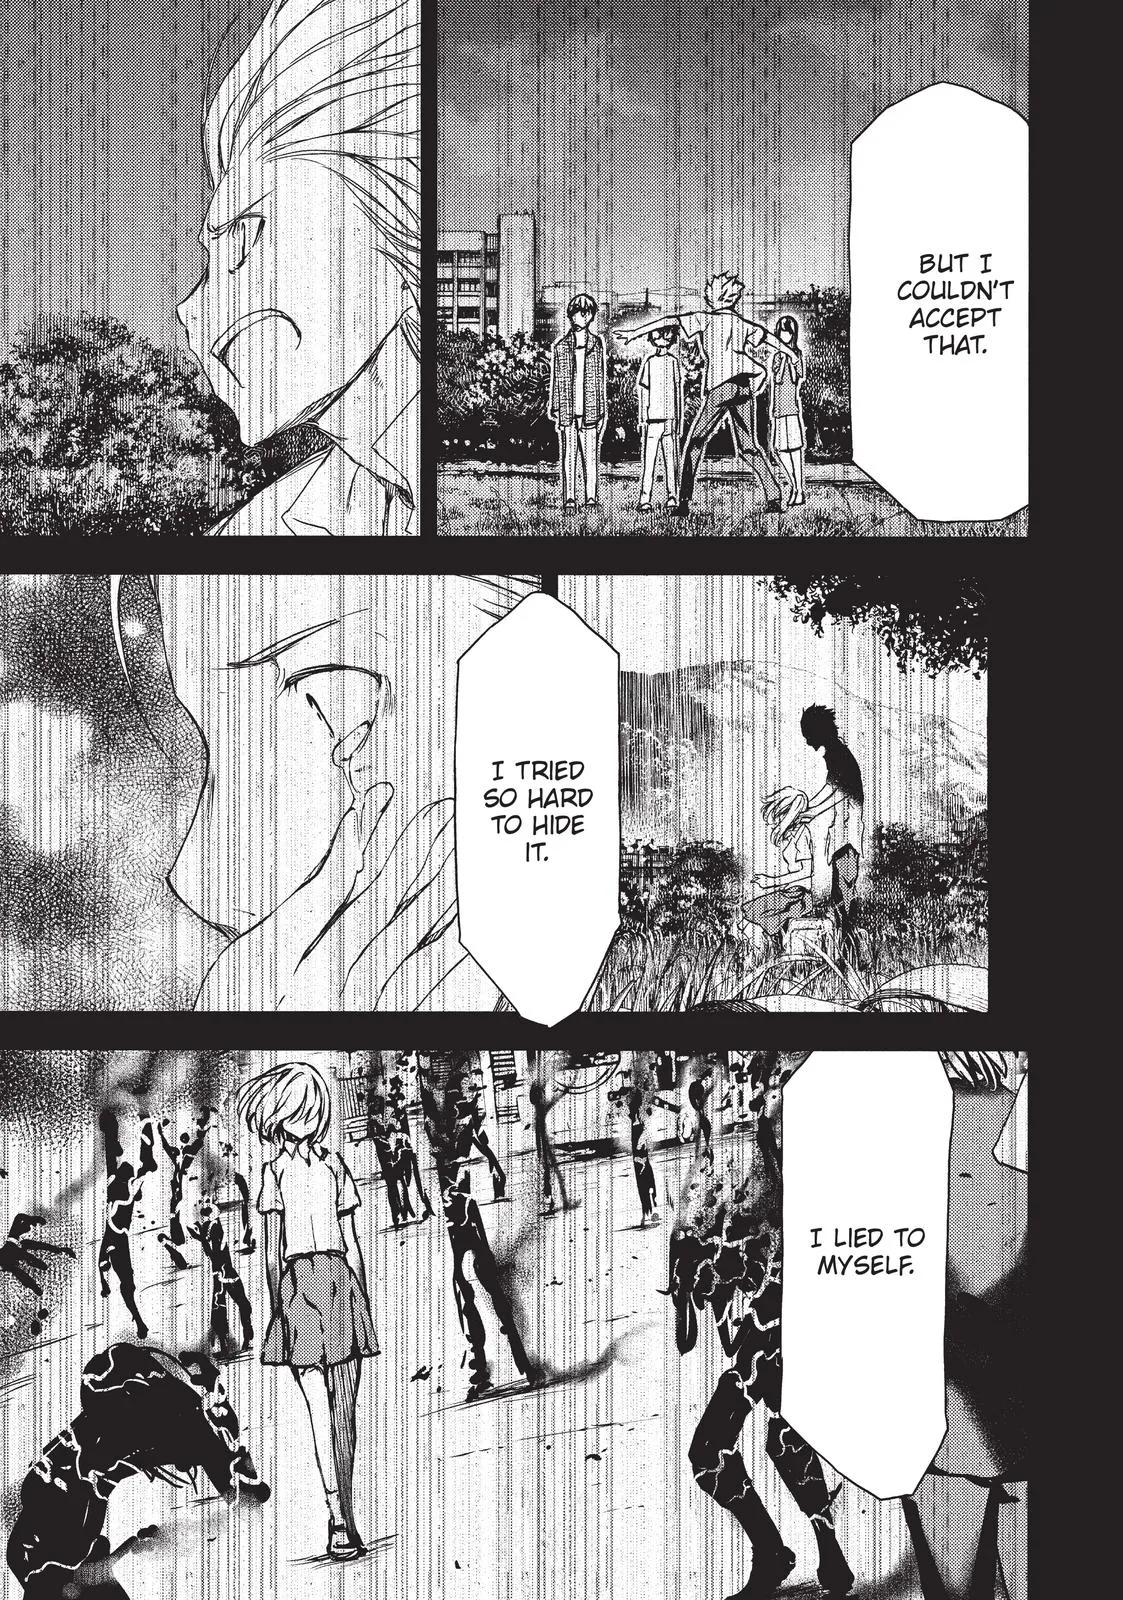 BUT I
COULDN'T
ACCEPT
THAT.
I TRIED
SO HARD
TO HIDE
IT.
I LIED TO
MYSELF.